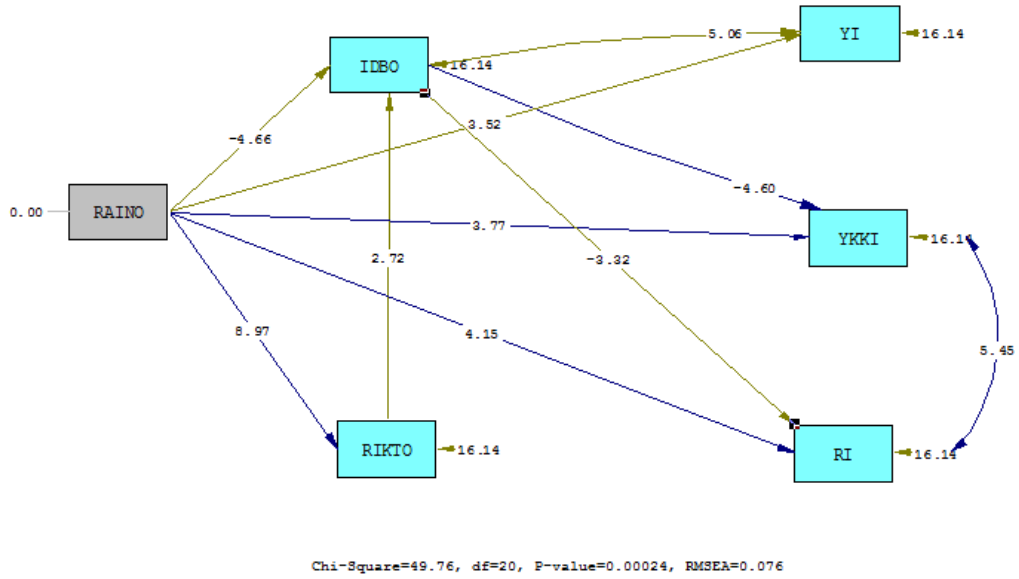 YI
16.14
5.06
IDBO
16.14
3.52
-4.66
-4.60
RAINO
0.00
3.77
YKKI
16.14
2.72
-3.32
8.97
4.15
5.45
RIKTO
16.14
RI
16.14
Chi-Square=49.76, df=20, P-value=0.00024, RMSEA=0.076